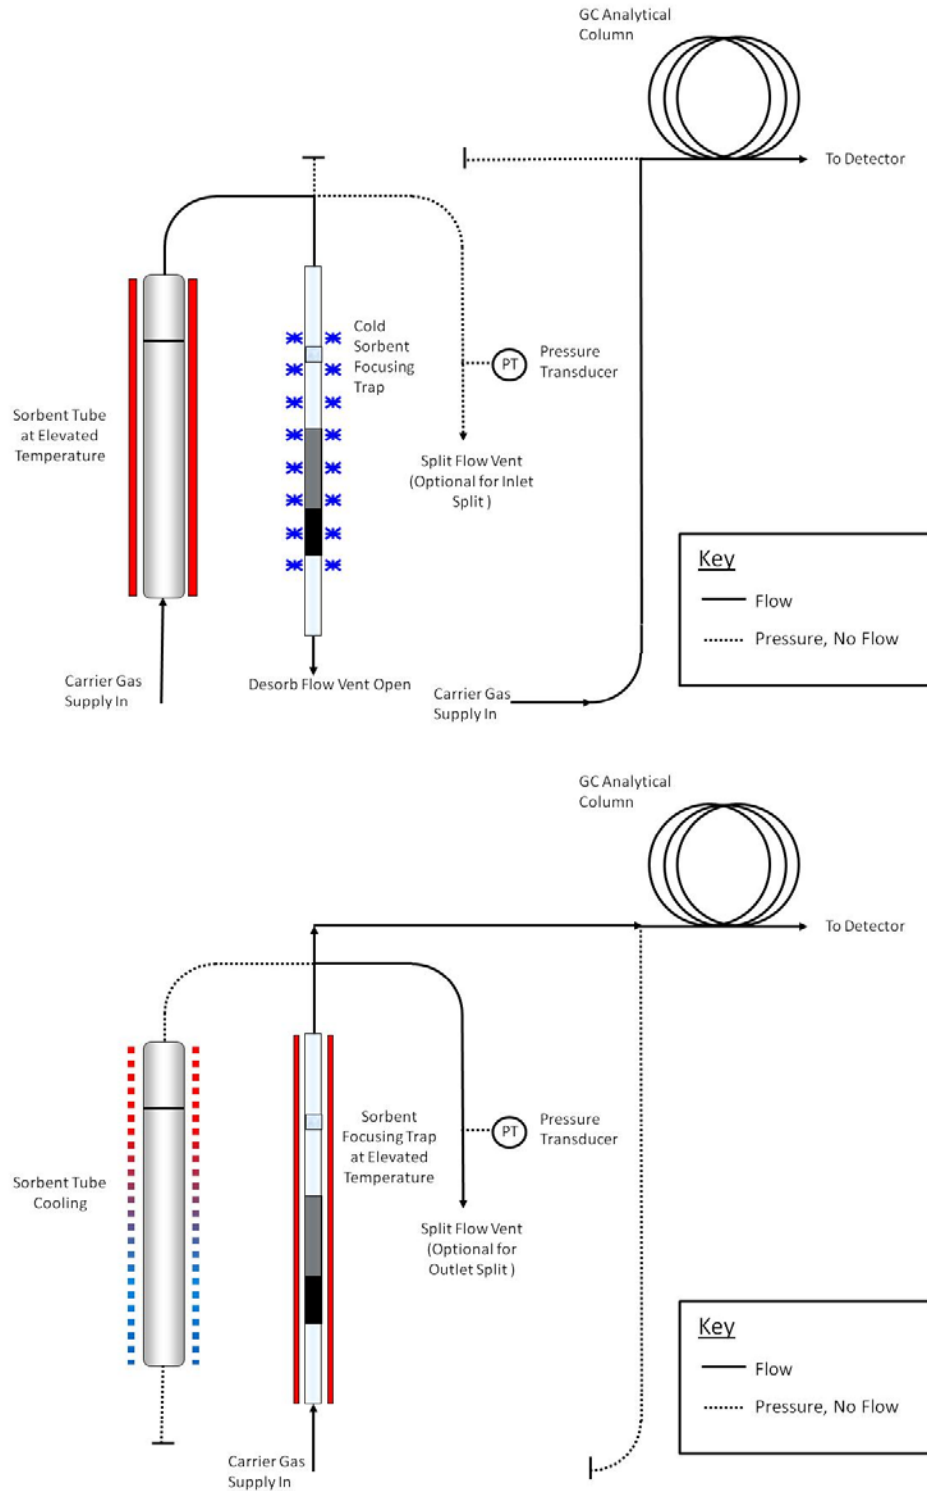 GC Analytical
Column
To Detector
Cold
Sorbent
Focusing
Trap
PT
Pressure
Transducer
Sorbent Tube
at Elevated
Temperature
Split Flow Vent
(Optional for Inlet
Split )
Key
Flow
Pressure, No Flow
Carrier Gas
Supply In
Desorb Flow Vent Open
Carrier Gas
Supply In
GC Analytical
Column
To Detector
Sorbent
Focusing Trap
at Elevated
Temperature
PT
Pressure
Transducer
Sorbent Tube
Cooling
Split Flow Vent
(Optional for
Outlet Split )
Key
Flow
Pressure, No Flow
Carrier Gas
Supply In